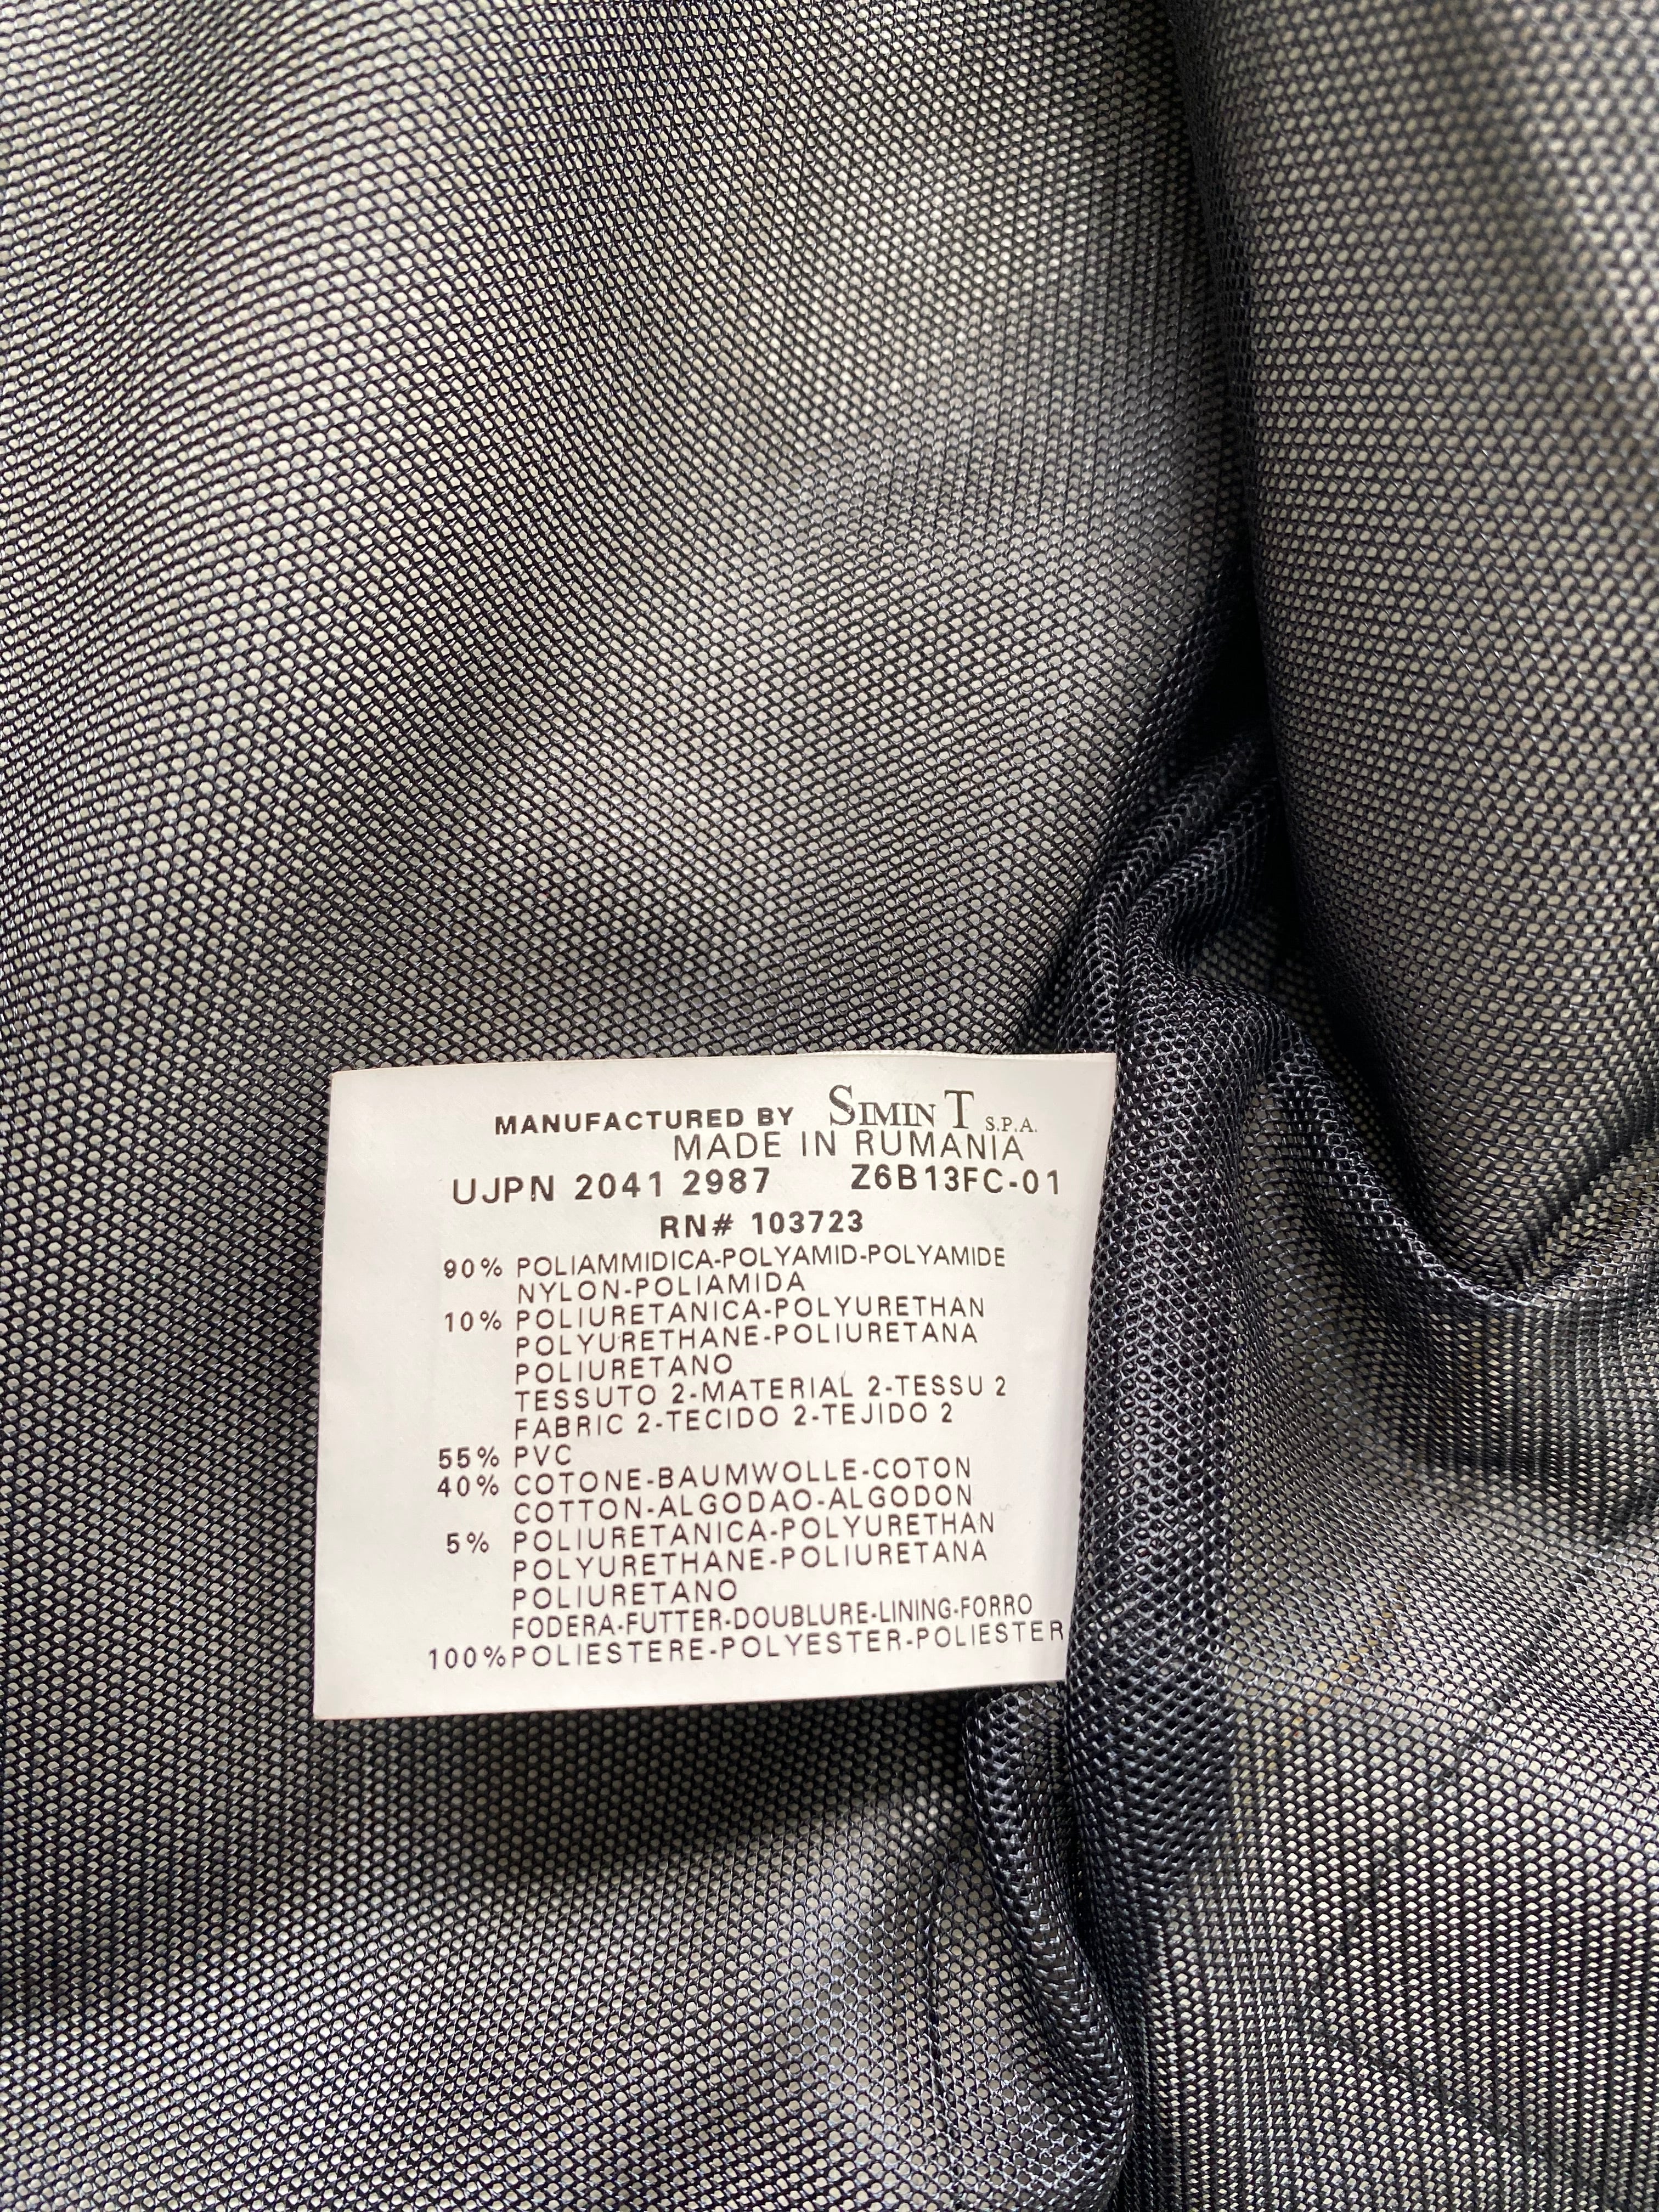 MANUFACTURED BY SIMIN T S.P.A.
MADE IN RUMANIA
UJPN 2041 2987 Z6B13FC-01
RN# 103723
90% POLIAMMIDICA-POLYAMID-POLYAMIDE
NYLON-POLIAMIDA
10% POLIURETANICA-POLYURETHAN
POLYURETHANE-POLIURETANA
POLIURETANO
TESSUTO 2-MATERIAL 2-TESSU 2
FABRIC 2-TECIDO 2-TEJIDO 2
55% PVC
40% COTONE-BAUMWOLLE-COTON
COTTON-ALGODAO-ALGODON
5% POLIURETANICA-POLYURETHAN
POLYURETHANE-POLIURETANA
POLIURETANO
FODERA-FUTTER-DOUBLURE-LINING-FORRO
100%POLIESTERE-POLYESTER-POLIESTER